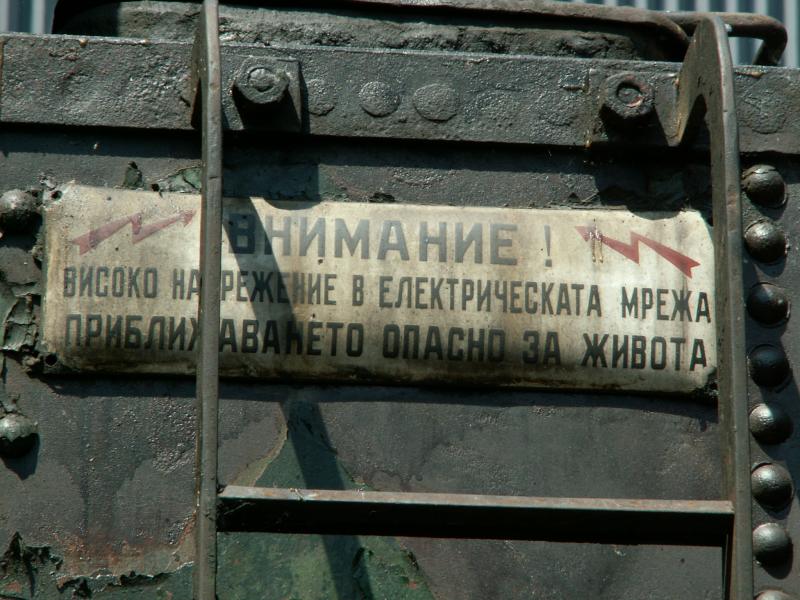 ВНИМАНИЕ !
ВИСОКО НАПРЕЖЕНИЕ В ЕЛЕКТРИЧЕСКАТА МРЕЖА
ПРИБЛИЖАВАНЕТО ОПАСНО ЗА ЖИВОТА